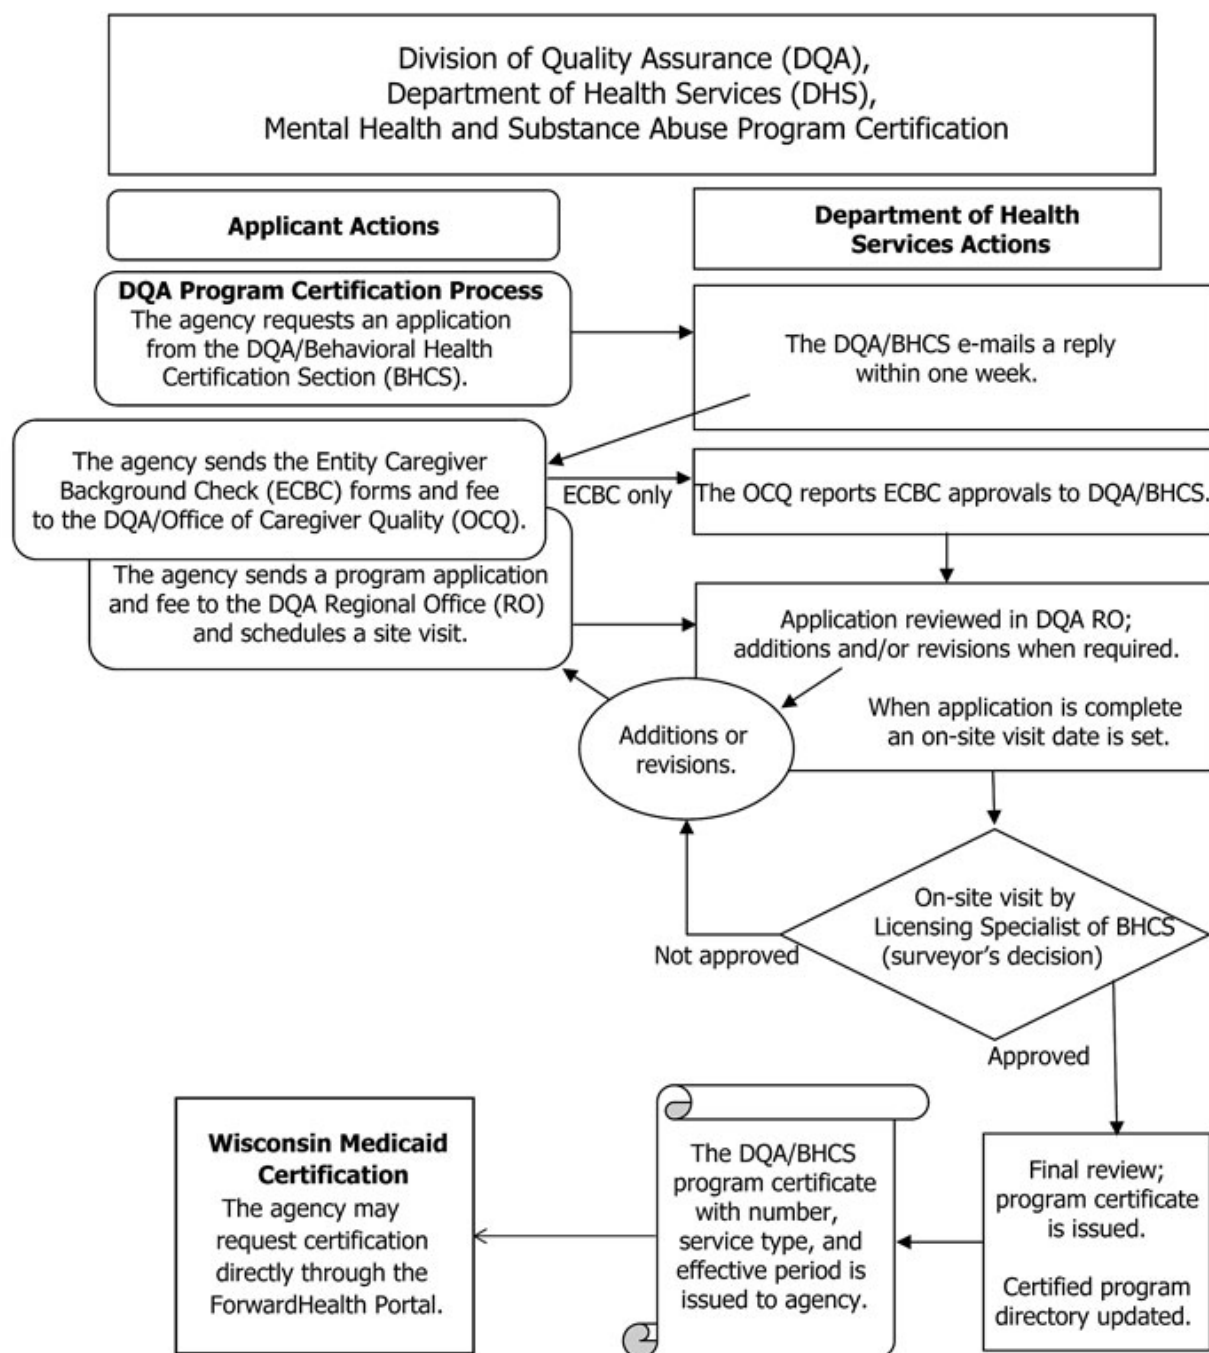 Division of Quality Assurance (DQA),
Department of Health Services (DHS),
Mental Health and Substance Abuse Program Certification
Applicant Actions
Department of Health
Services Actions
DQA Program Certification Process
The agency requests an application
from the DQA/Behavioral Health
Certification Section (BHCS).
The DQA/BHCS e-mails a reply
within one week.
The agency sends the Entity Caregiver
Background Check (ECBC) forms and fee
to the DQA/Office of Caregiver Quality (OCQ).
ECBC only
The OCQ reports ECBC approvals to DQA/BHCS.
The agency sends a program application
and fee to the DQA Regional Office (RO)
and schedules a site visit.
Application reviewed in DQA RO;
additions and/or revisions when required.
When application is complete
an on-site visit date is set.
Additions or
revisions.
On-site visit by
Licensing Specialist of BHCS
(surveyor’s decision)
Not approved
Approved
Wisconsin Medicaid
Certification
The agency may
request certification
directly through the
ForwardHealth Portal.
The DQA/BHCS
program certificate
with number,
service type, and
effective period is
issued to agency.
Final review;
program certificate
is issued.
Certified program
directory updated.